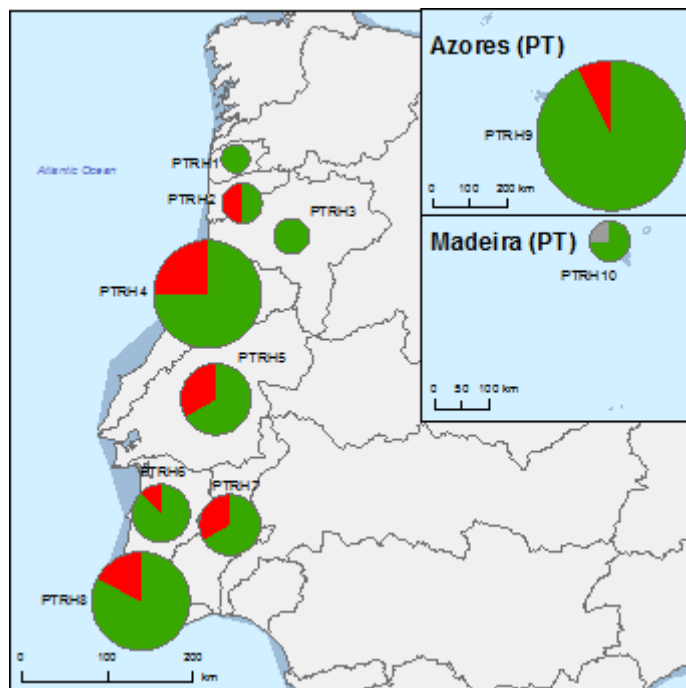 Azores (PT)
PTRH9
0 100 200 km
Madeira (PT)
PTRH10
0 50 100 km
Atlantic Ocean
PTRH1
PTRH2
PTRH3
PTRH4
PTRH5
PTRH6
PTRH7
PTRH8
0 100 200
km